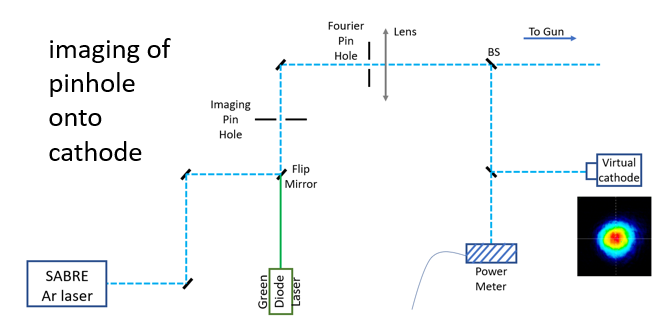 imaging of
pinhole
onto
cathode
Fourier
Pin
Hole
Lens
To Gun
BS
Imaging
Pin
Hole
Flip
Mirror
Virtual
cathode
SABRE
Ar laser
Green
Diode
Laser
Power
Meter